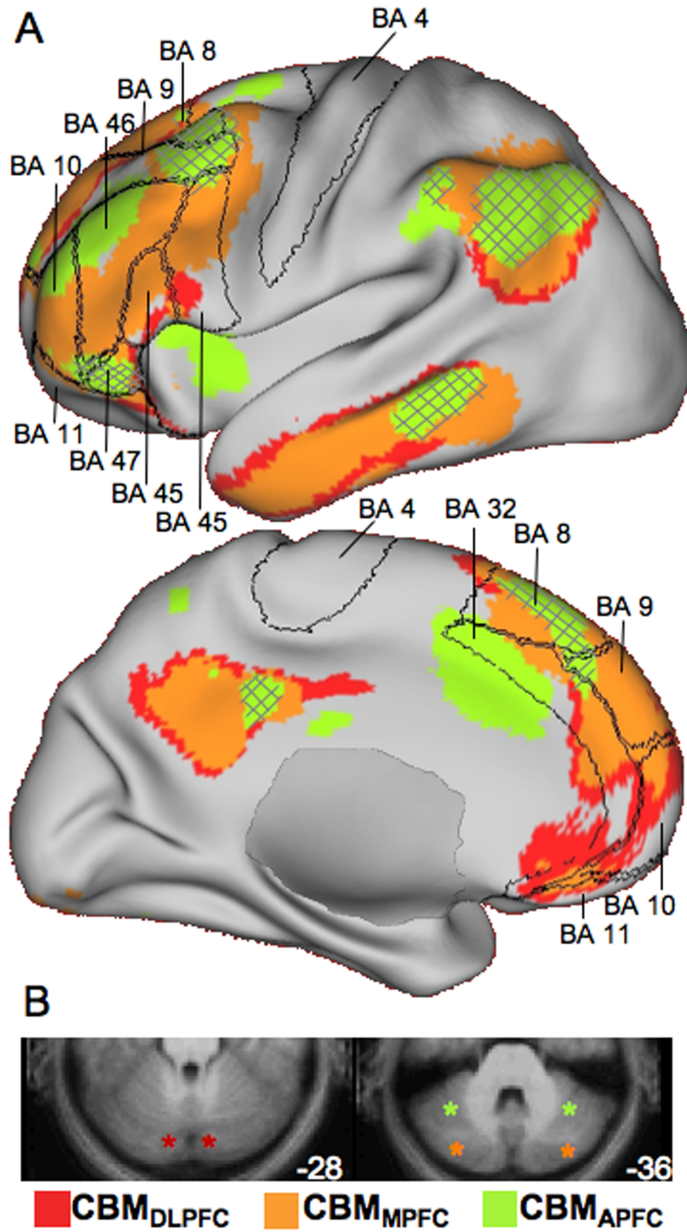 A
BA 8
BA 4
BA 9
BA 46
BA 10
BA 11
BA 47
BA 45
BA 45
BA 4
BA 32
BA 8
BA 9
BA 10
BA 11
B
-28
-36
CBM DLPFC
CBM MPFC
CBM APFC